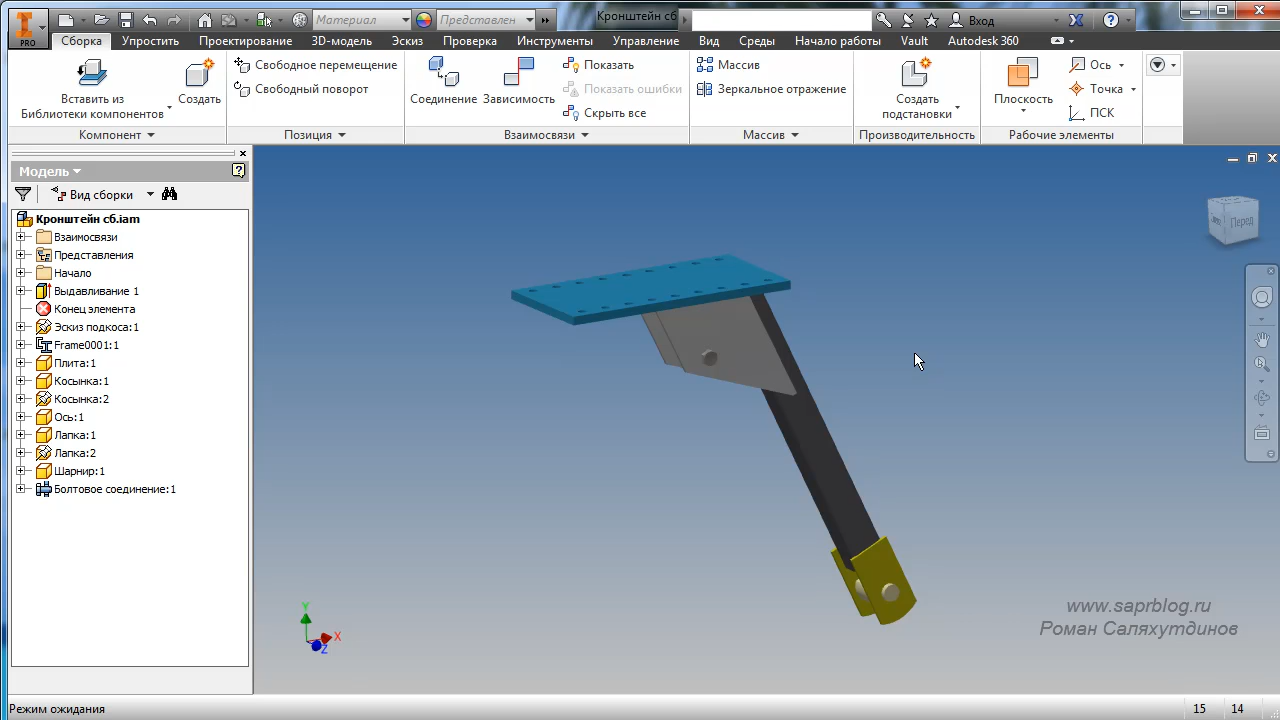 Материал
Представлен
Кронштейн сб
Вход
PRO
Сборка
Упростить
Проектирование
3D-модель
Эскиз
Проверка
Инструменты
Управление
Вид
Среды
Начало работы
Vault
Autodesk 360
Вставить из
Библиотеки компонентов
Создать
Свободное перемещение
Свободный поворот
Соединение
Зависимость
Показать
Показать ошибки
Скрыть все
Массив
Зеркальное отражение
Создать
подстановки
Плоскость
Ось
Точка
ПСК
Компонент
Позиция
Взаимосвязи
Массив
Производительность
Рабочие элементы
Модель
Вид сборки
Кронштейн сб.iam
Взаимосвязи
Представления
Начало
Выдавливание 1
Конец элемента
Эскиз подкоса:1
Frame0001:1
Плита:1
Косынка:1
Косынка:2
Ось:1
Лапка:1
Лапка:2
Шарнир:1
Болтовое соединение:1
Перед
Y
X
Z
www.saprblog.ru
Роман Саляхутдинов
Режим ожидания
15
14